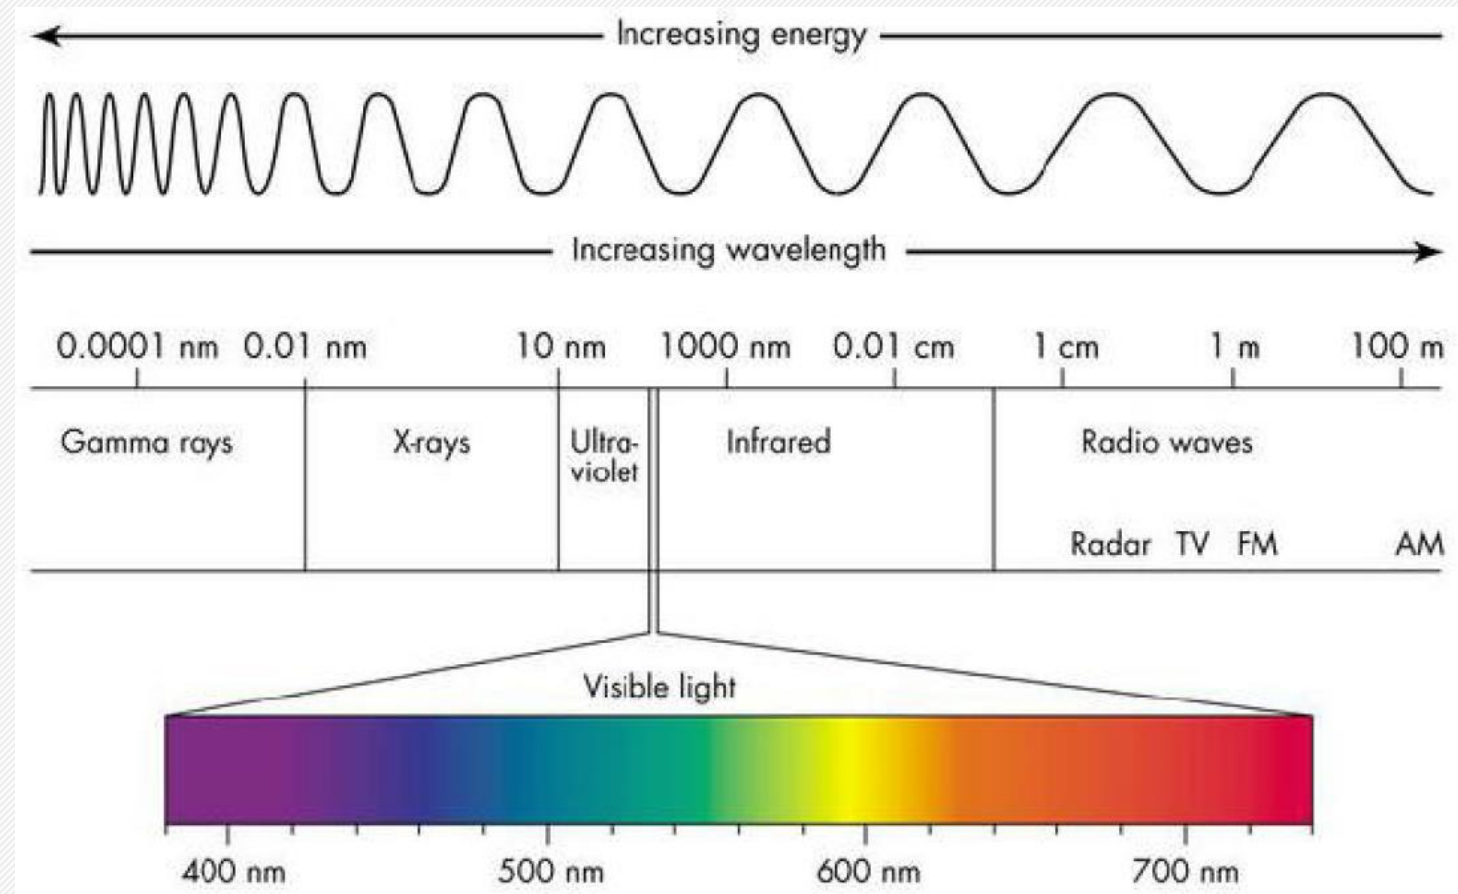 Increasing energy
Increasing wavelength
0.0001 nm 0.01 nm 10 nm 1000 nm 0.01 cm 1 cm 1 m 100 m
Gamma rays X-rays Ultra- Infrared Radio waves
violet
Radar TV FM AM
Visible light
400 nm 500 nm 600 nm 700 nm